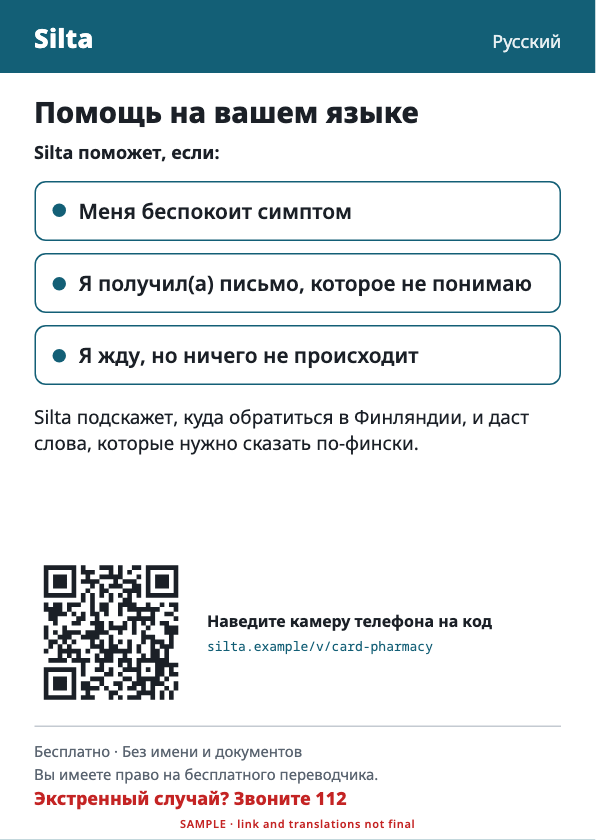 Silta
Русский
Помощь на вашем языке
Silta поможет, если:
Меня беспокоит симптом
Я получил(а) письмо, которое не понимаю
Я жду, но ничего не происходит
Silta подскажет, куда обратиться в Финляндии, и даст
слова, которые нужно сказать по-фински.
Наведите камеру телефона на код
silta.example/v/card-pharmacy
Бесплатно · Без имени и документов
Вы имеете право на бесплатного переводчика.
Экстренный случай? Звоните 112
SAMPLE · link and translations not final